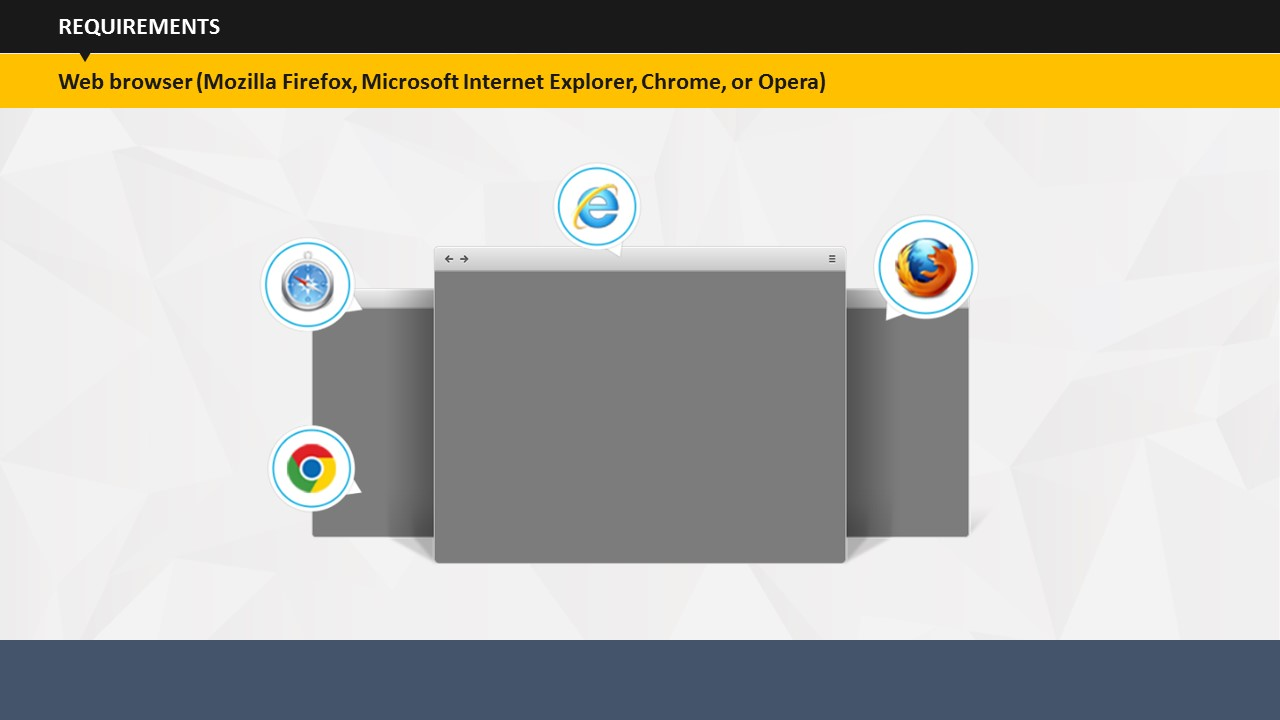 REQUIREMENTS
Web browser (Mozilla Firefox, Microsoft Internet Explorer, Chrome, or Opera)